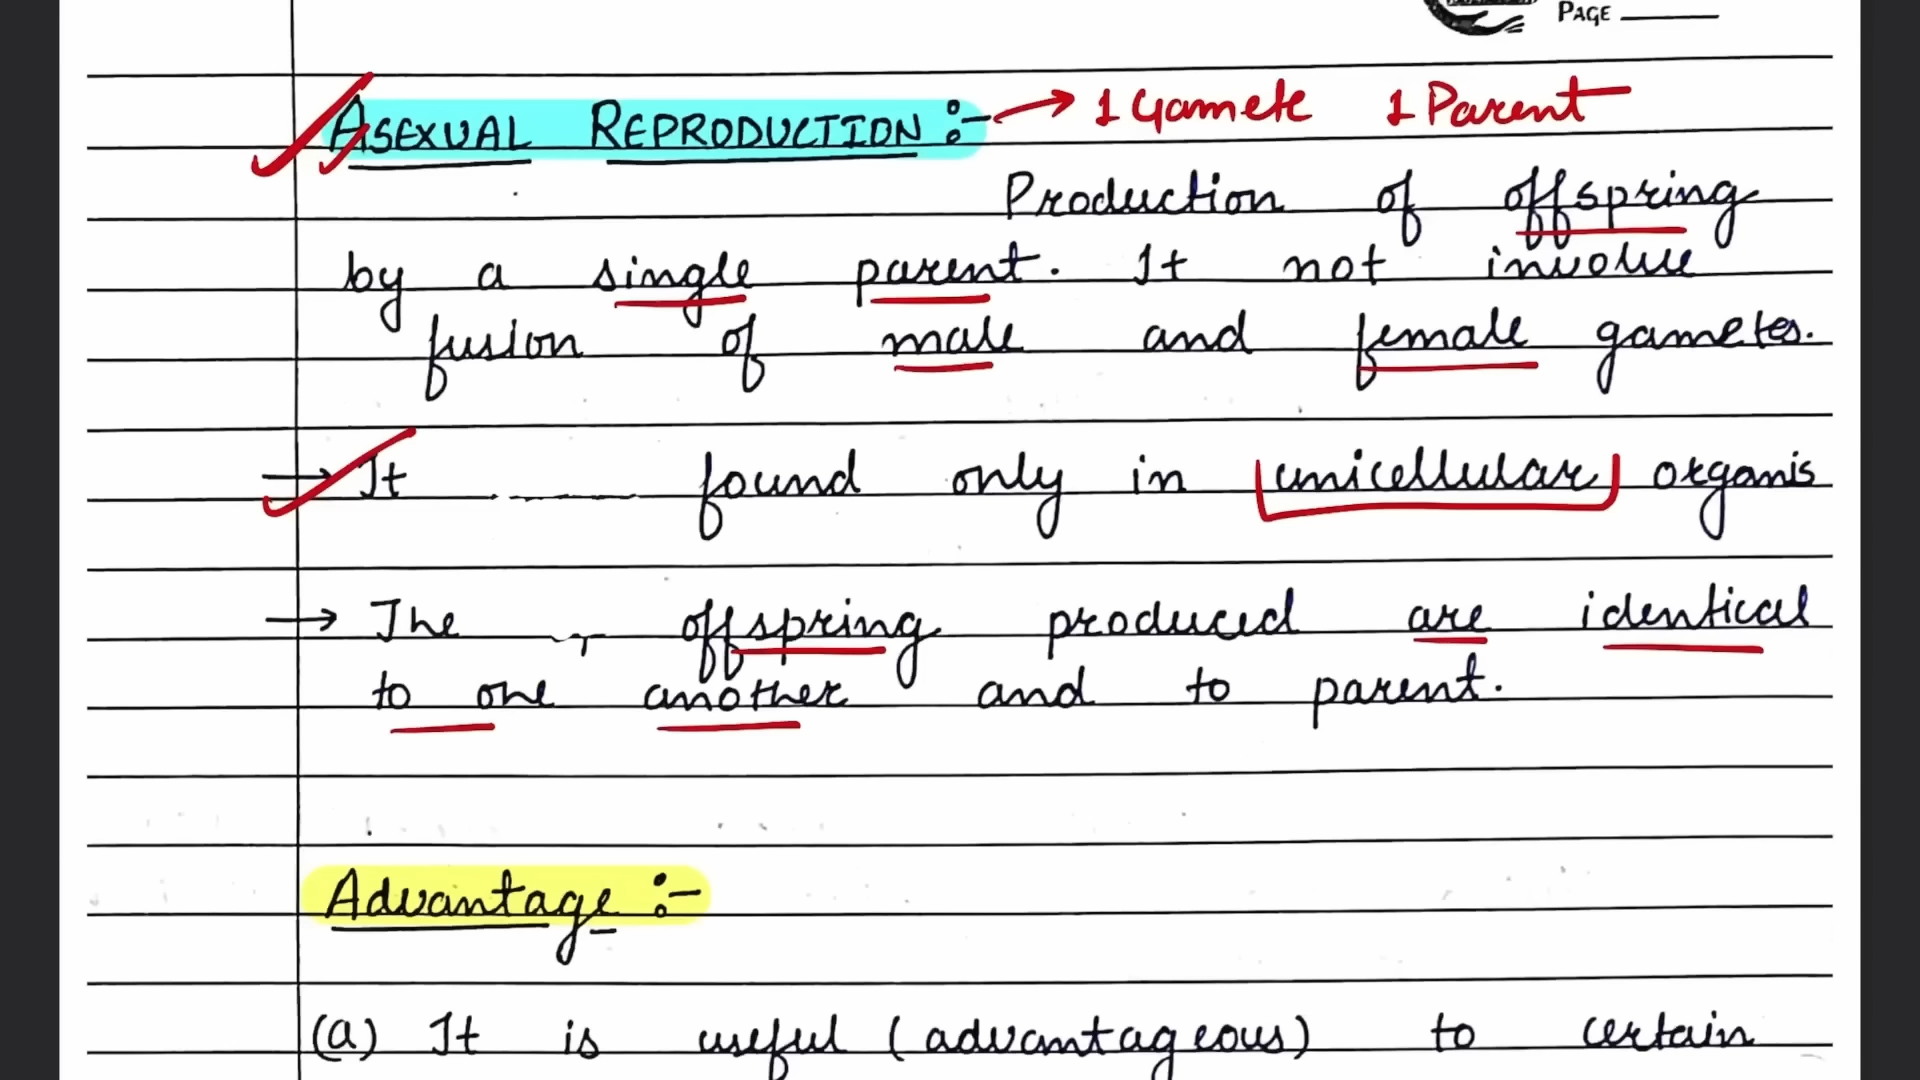 PAGE
ASEXUAL REPRODUCTION :- → 1 Gamete 1 Parent
Production of offspring
by a single parent. It not involve
fusion of male and female gametes.
→ It found only in unicellular organis
→ The offspring produced are identical
to one another and to parent.
Advantage :-
(a) It is useful (advantageous) to certain